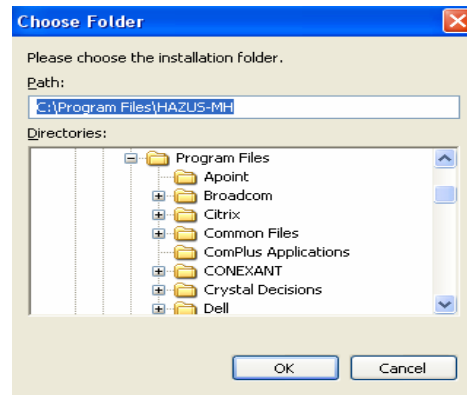 Choose Folder
Please choose the installation folder.
Path:
C:\Program Files\HAZUS-MH
Directories:
Program Files
Apoint
Broadcom
Citrix
Common Files
ComPlus Applications
CONEXANT
Crystal Decisions
Dell
OK Cancel